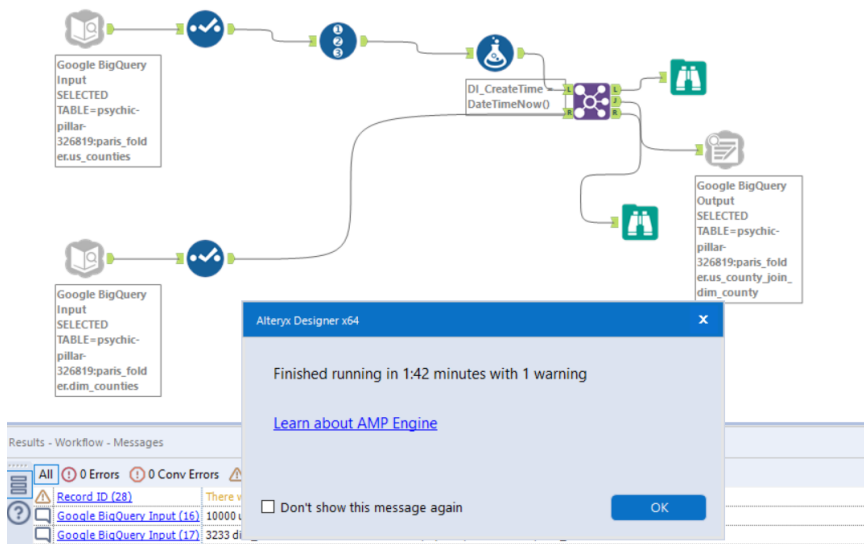 1
2
3
Google BigQuery
Input
SELECTED
TABLE=psychic-
pillar-
326819:paris_fold
er.us_counties
DI_CreateTime =
DateTimeNow()
L
R
L
J
R
Google BigQuery
Output
SELECTED
TABLE=psychic-
pillar-
326819:paris_fold
er.us_county_join_
dim_county
Google BigQuery
Input
SELECTED
TABLE=psychic-
pillar-
326819:paris_fold
er.dim_counties
Alteryx Designer x64
x
Finished running in 1:42 minutes with 1 warning
Learn about AMP Engine
Don't show this message again
OK
Results - Workflow - Messages
All 0 Errors 0 Conv Errors
Record ID (28) There
Google BigQuery Input (16) 10000
Google BigQuery Input (17) 3233